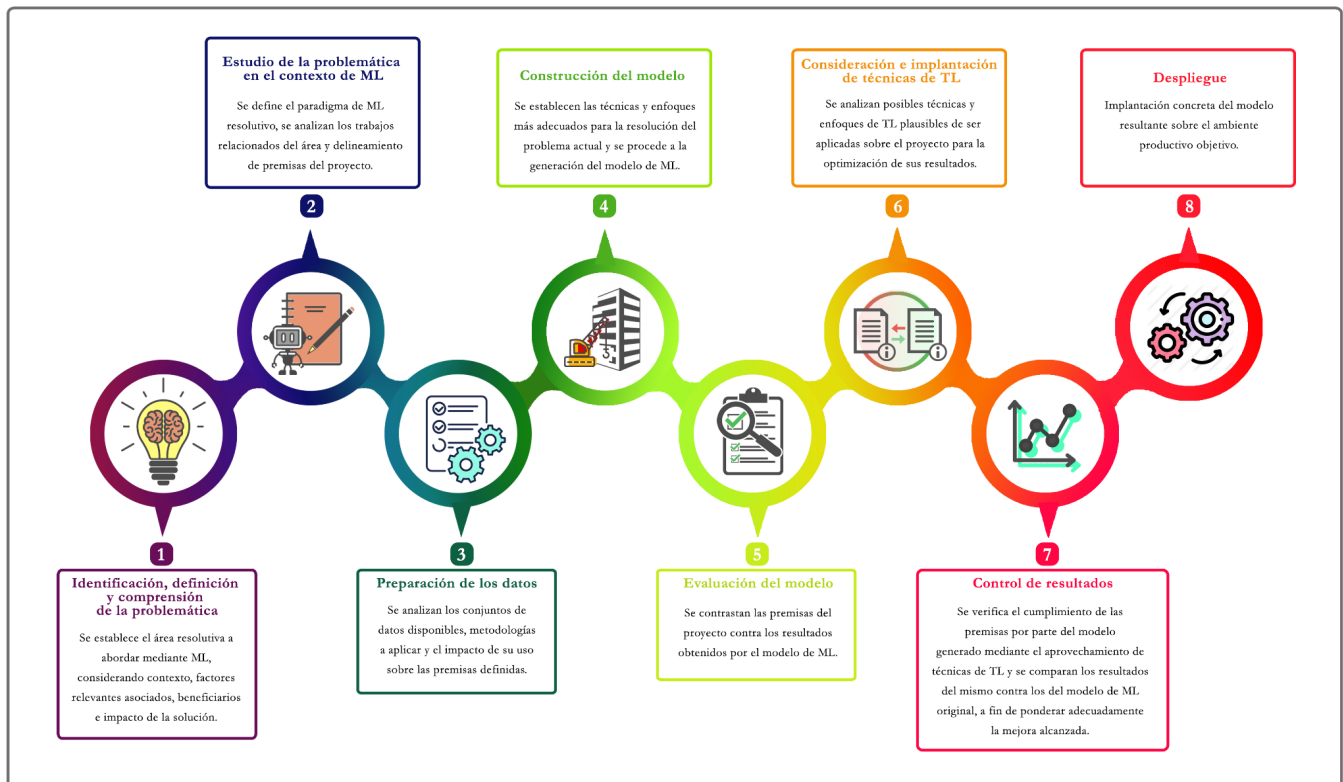 1
Identificación, definición
y comprensión
de la problemática
Se establece el área resolutiva a
abordar mediante ML,
considerando contexto, factores
relevantes asociados, beneficiarios
e impacto de la solución.
Estudio de la problemática
en el contexto de ML
Se define el paradigma de ML
resolutivo, se analizan los trabajos
relacionados del área y delineamiento
de premisas del proyecto.
2
3
Preparación de los datos
Se analizan los conjuntos de
datos disponibles, metodologías
a aplicar y el impacto de su uso
sobre las premisas definidas.
Construcción del modelo
Se establecen las técnicas y enfoques
más adecuados para la resolución del
problema actual y se procede a la
generación del modelo de ML.
4
5
Evaluación del modelo
Se contrastan las premisas del
proyecto contra los resultados
obtenidos por el modelo de ML.
Consideración e implantación
de técnicas de TL
Se analizan posibles técnicas y
enfoques de TL plausibles de ser
aplicadas sobre el proyecto para la
optimización de sus resultados.
6
7
Control de resultados
Se verifica el cumplimiento de las
premisas por parte del modelo
generado mediante el aprovechamiento de
técnicas de TL y se comparan los resultados
del mismo contra los del modelo de ML
original, a fin de ponderar adecuadamente
la mejora alcanzada.
Despliegue
Implantación concreta del modelo
resultante sobre el ambiente
productivo objetivo.
8